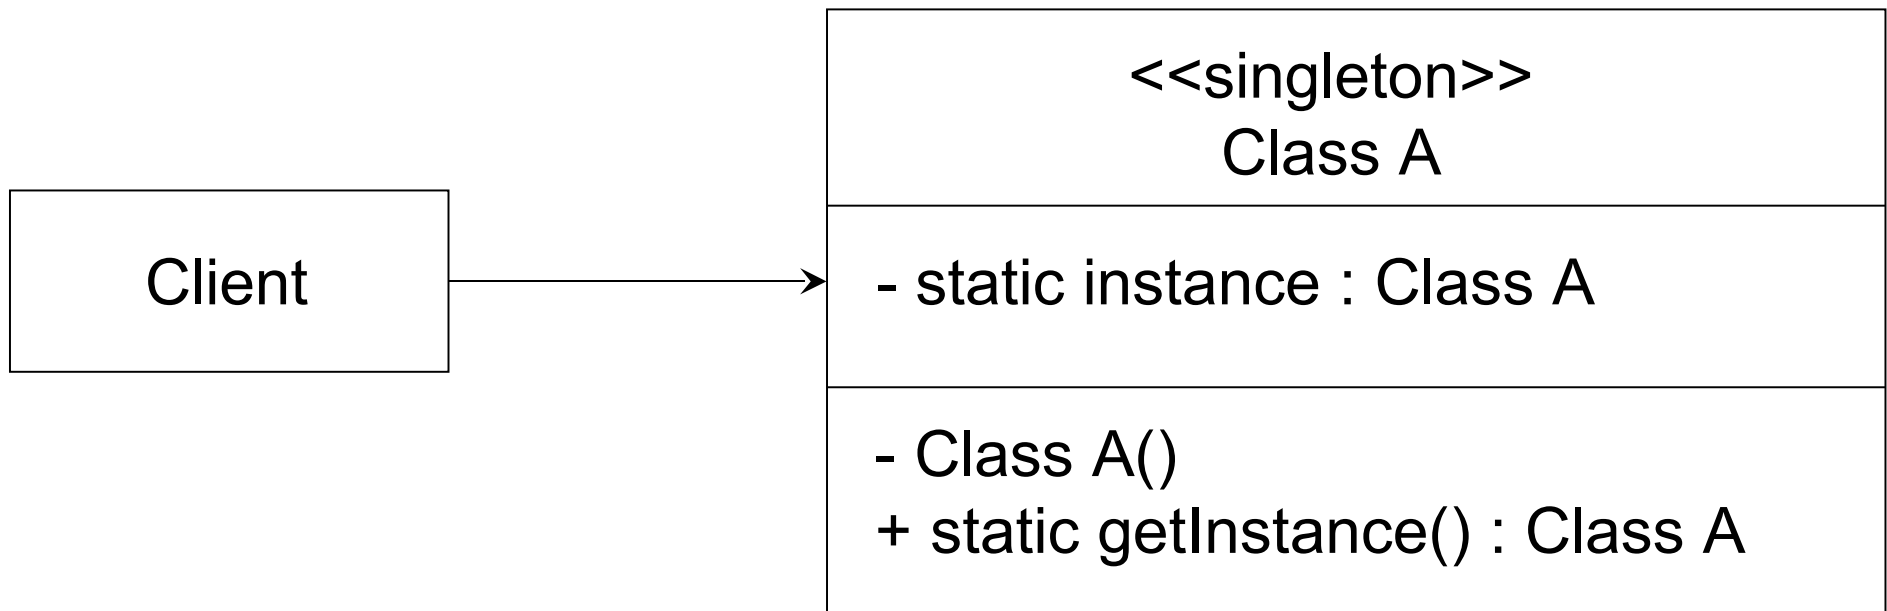 Client
<<singleton>>
Class A
- static instance : Class A
- Class A()
+ static getInstance() : Class A